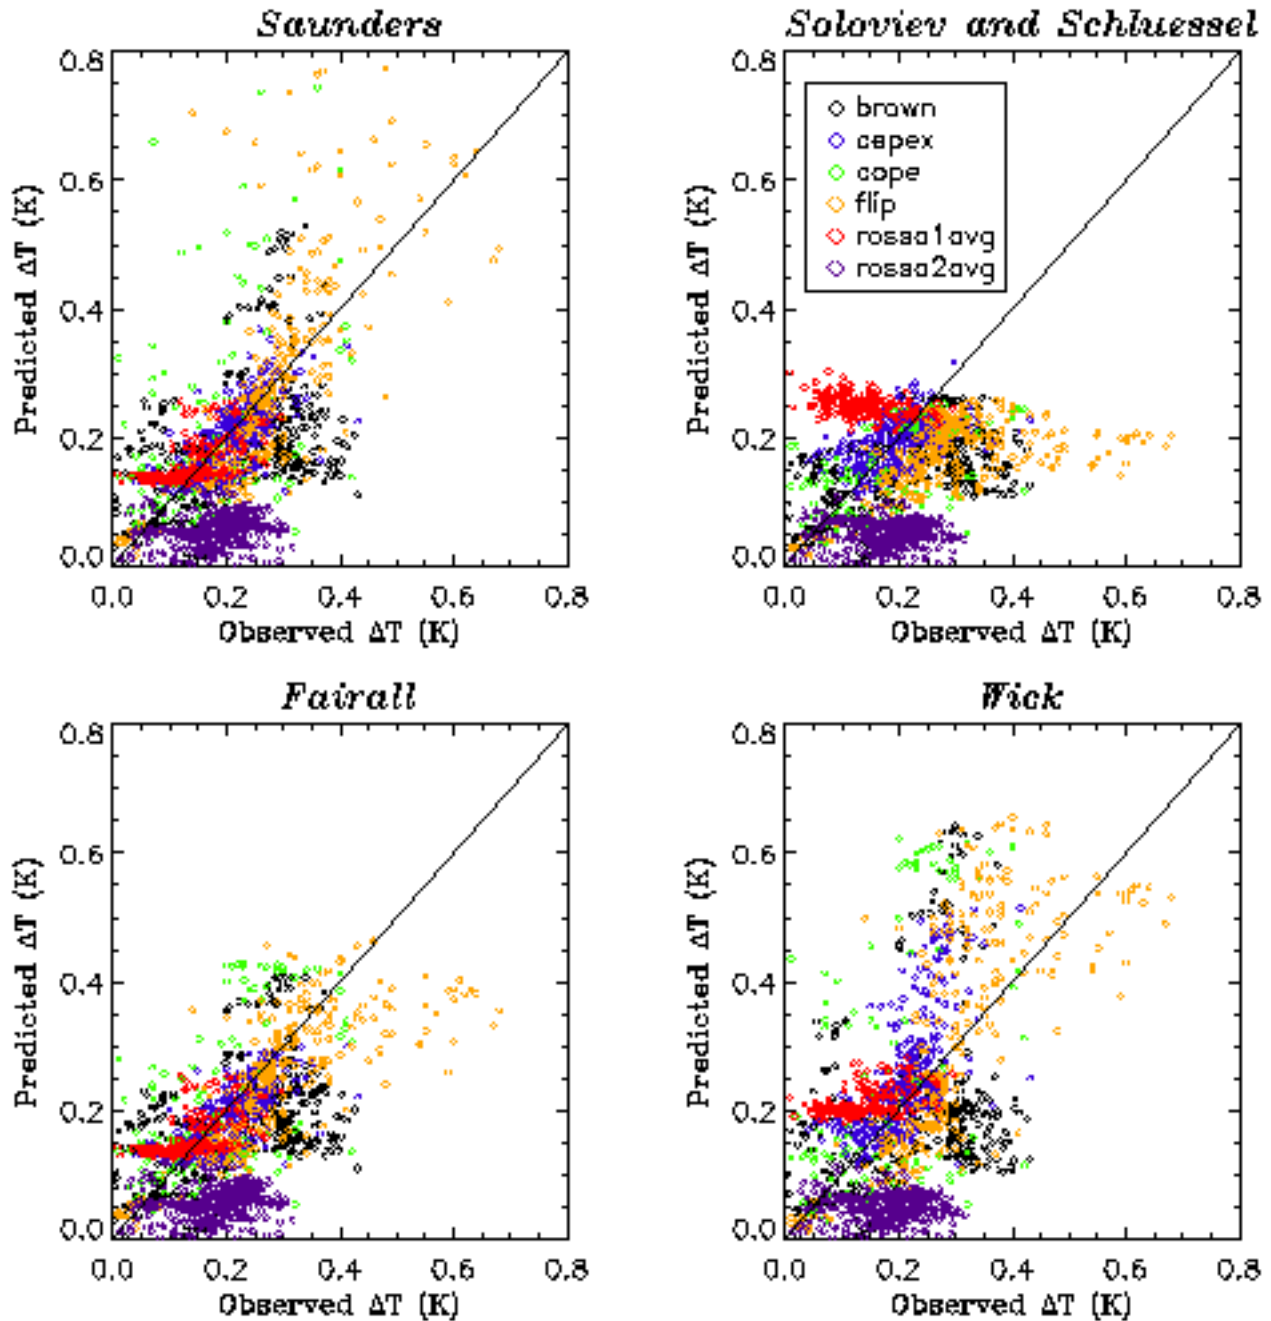 Saunders
0.8
0.6
0.4
0.2
0.0
Predicted ΔT (K)
0.0 0.2 0.4 0.6 0.8
Observed ΔT (K)
Soloviev and Schluessel
brown
capex
cope
flip
rossa1avg
rossa2avg
0.8
0.6
0.4
0.2
0.0
Predicted ΔT (K)
0.0 0.2 0.4 0.6 0.8
Observed ΔT (K)
Fairall
0.8
0.6
0.4
0.2
0.0
Predicted ΔT (K)
0.0 0.2 0.4 0.6 0.8
Observed ΔT (K)
Wick
0.8
0.6
0.4
0.2
0.0
Predicted ΔT (K)
0.0 0.2 0.4 0.6 0.8
Observed ΔT (K)